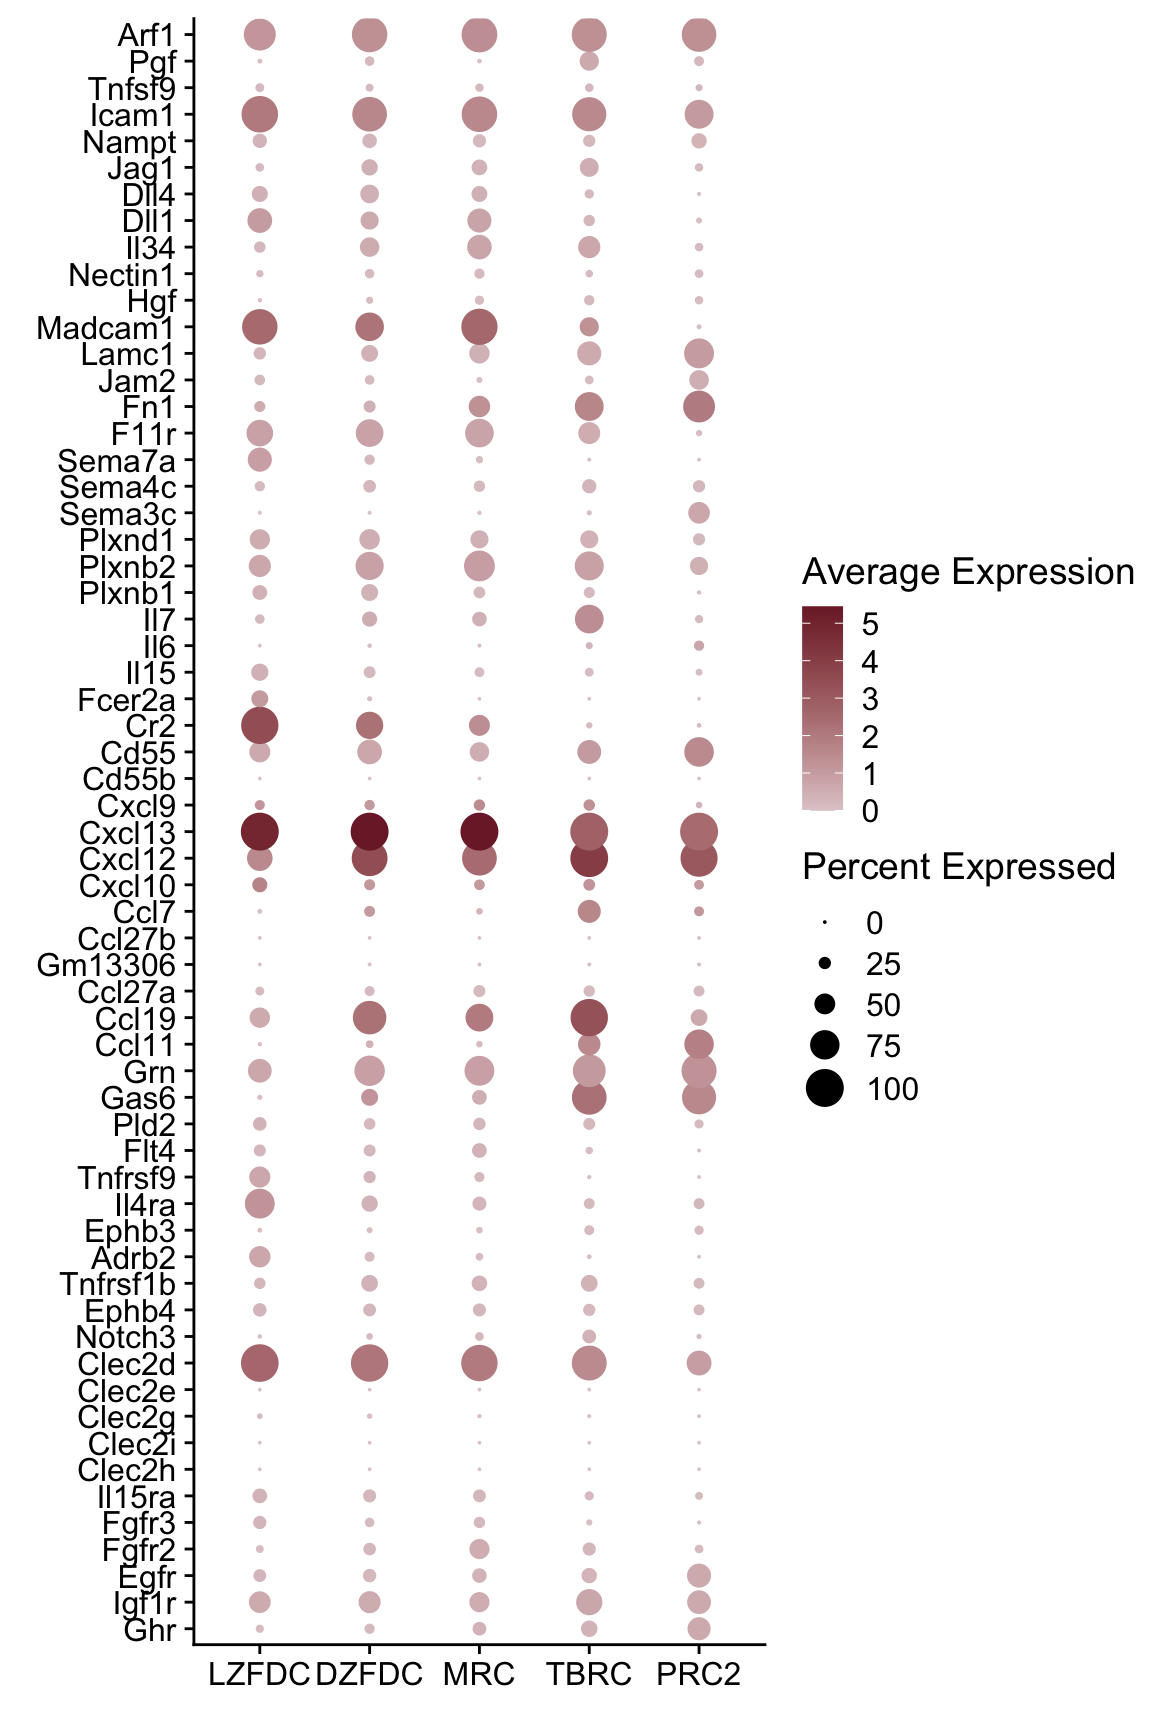 Arf1
Pgf
Tnfsf9
Icam1
Nampt
Jag1
Dll4
Dll1
Il34
Nectin1
Hgf
Madcam1
Lamc1
Jam2
Fn1
F11r
Sema7a
Sema4c
Sema3c
Plxnd1
Plxnb2
Plxnb1
Il7
Il6
Il15
Fcer2a
Cr2
Cd55
Cd55b
Cxcl9
Cxcl13
Cxcl12
Cxcl10
Ccl7
Ccl27b
Gm13306
Ccl27a
Ccl19
Ccl11
Grn
Gas6
Pld2
Flt4
Tnfrsf9
Il4ra
Ephb3
Adrb2
Tnfrsf1b
Ephb4
Notch3
Clec2d
Clec2e
Clec2g
Clec2i
Clec2h
Il15ra
Fgfr3
Fgfr2
Egfr
Igf1r
Ghr
LZFDC DZFDC MRC TBRC PRC2
Average Expression
5
4
3
2
1
0
Percent Expressed
0
25
50
75
100